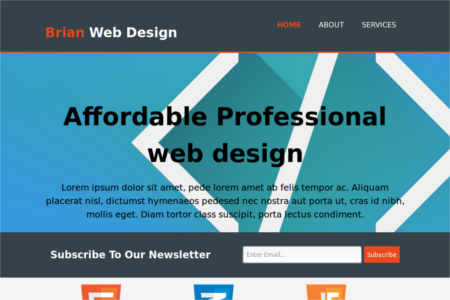 Brian Web Design
HOME ABOUT SERVICES
Affordable Professional
web design
Lorem ipsum dolor sit amet, pede lorem amet ab felis tempor ac. Aliquam
placerat nisl, dictumst hymenaeos pedesed nec nostra aut porta ut, cras id nibh,
mollis eget. Diam tortor class suscipit, porta lectus condiment.
Subscribe To Our Newsletter
Enter Email...
Subscribe